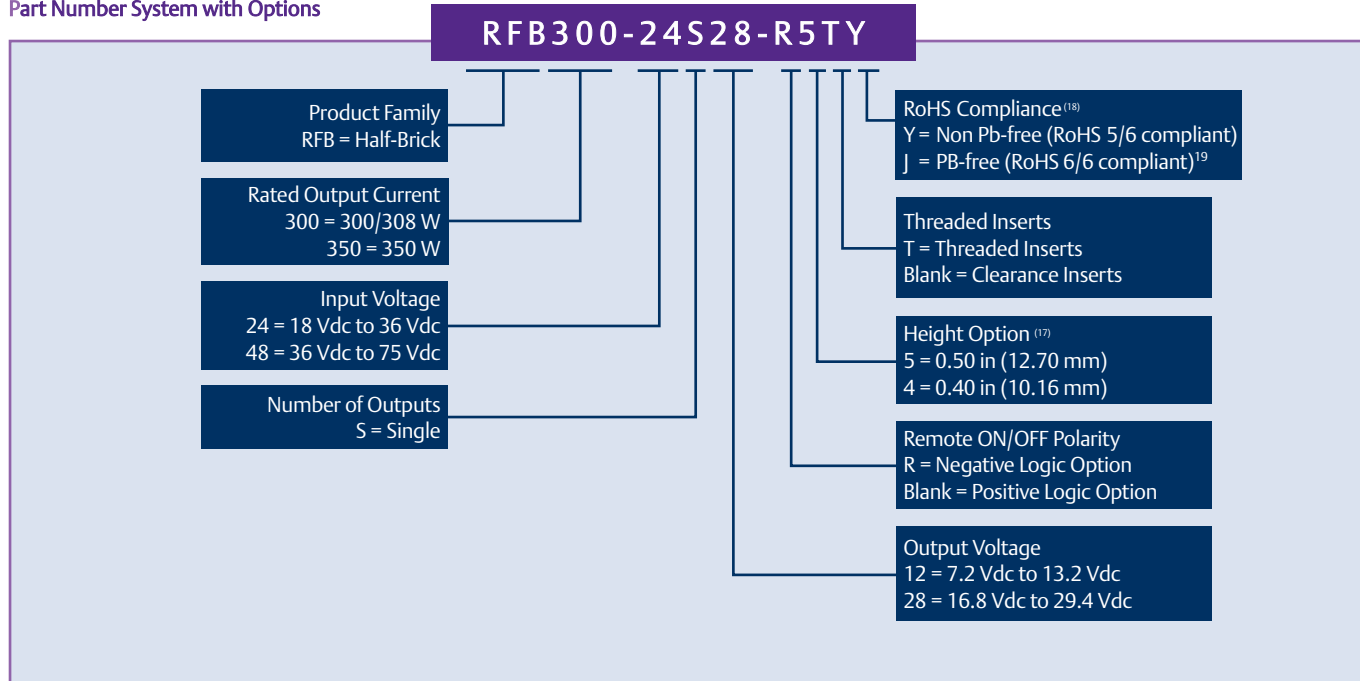 Part Number System with Options
RFB300-24S28-R5TY
Product Family
RFB = Half-Brick
Rated Output Current
300 = 300/308 W
350 = 350 W
Input Voltage
24 = 18 Vdc to 36 Vdc
48 = 36 Vdc to 75 Vdc
Number of Outputs
S = Single
RoHS Compliance (18)
Y = Non Pb-free (RoHS 5/6 compliant)
J = PB-free (RoHS 6/6 compliant)19
Threaded Inserts
T = Threaded Inserts
Blank = Clearance Inserts
Height Option (17)
5 = 0.50 in (12.70 mm)
4 = 0.40 in (10.16 mm)
Remote ON/OFF Polarity
R = Negative Logic Option
Blank = Positive Logic Option
Output Voltage
12 = 7.2 Vdc to 13.2 Vdc
28 = 16.8 Vdc to 29.4 Vdc